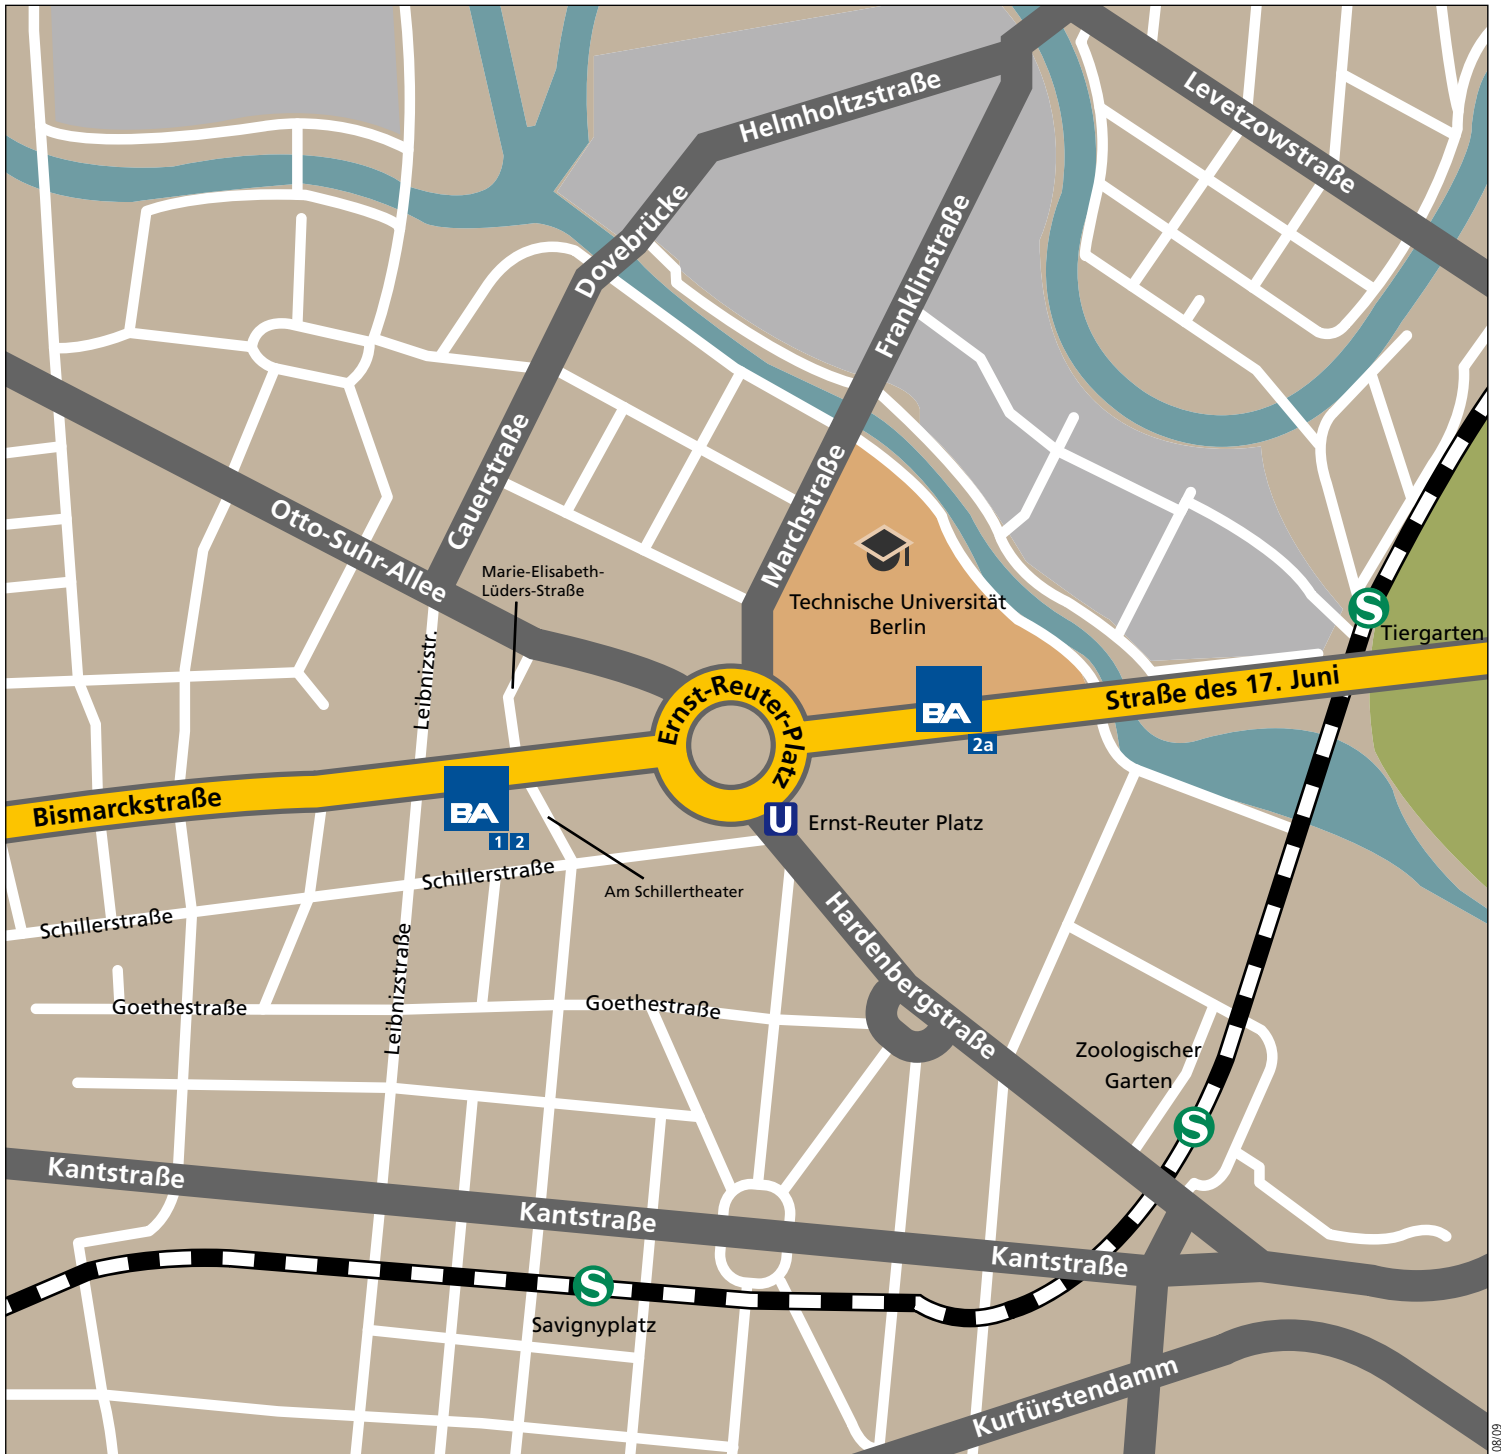 Levetzowstraße
Helmholtzstraße
Dovebrücke
Franklinstraße
Cauerstraße
Marchstraße
Otto-Suhr-Allee
Marie-Elisabeth-
Lüders-Straße
Technische Universität
Berlin
S
Tiergarten
Leibnizstr.
Ernst-Reuter-Platz
BA
2a
Straße des 17. Juni
Bismarckstraße
BA
1 2
U
Ernst-Reuter Platz
Schillerstraße
Am Schillertheater
Schillerstraße
Hardenbergstraße
Leibnizstraße
Goethestraße
Goethestraße
Zoologischer
Garten
S
Kantstraße
Kantstraße
Kantstraße
S
Savignyplatz
Kurfürstendamm
08/09